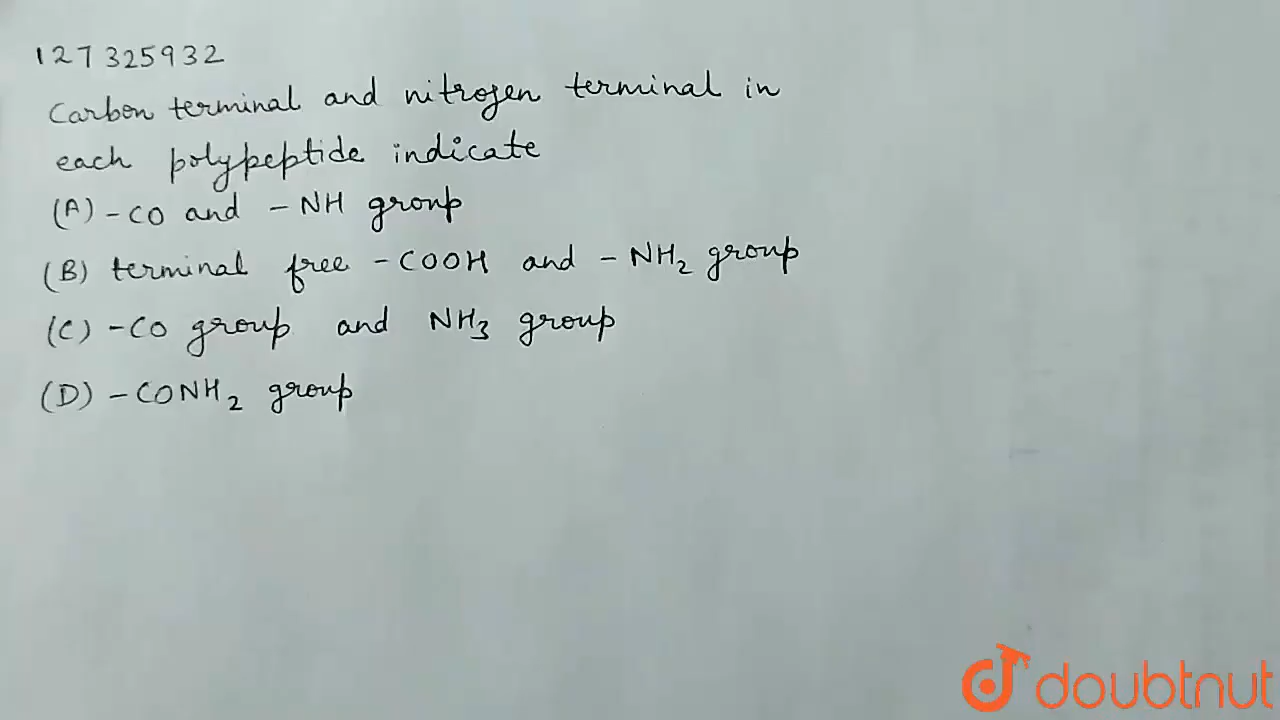 127325932
Carbon terminal and nitrogen terminal in
each polypeptide indicate
(A) -CO and -NH group
(B) terminal free -COOH and -NH₂ group
(C) -CO group and NH₃ group
(D) -CONH₂ group
doubtnut